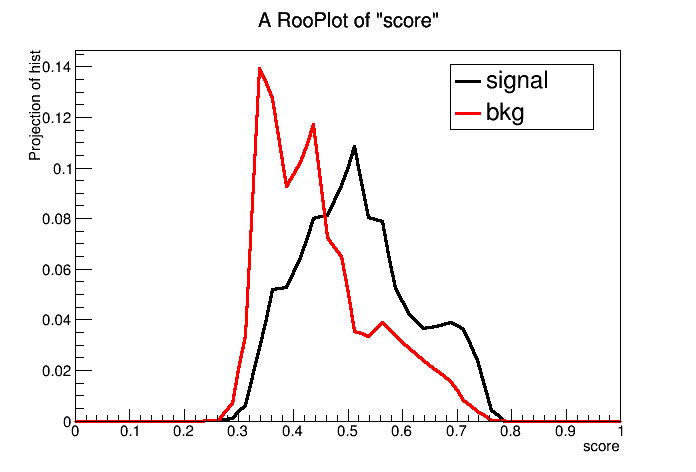 A RooPlot of "score"
Projection of hist
0.14
0.12
0.1
0.08
0.06
0.04
0.02
0
signal
bkg
0 0.1 0.2 0.3 0.4 0.5 0.6 0.7 0.8 0.9 1
score